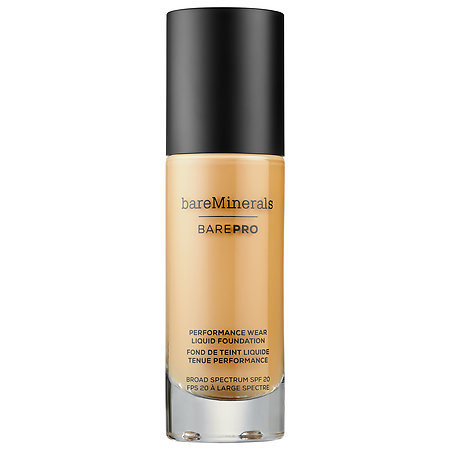 bareMinerals
BAREPRO
PERFORMANCE WEAR
LIQUID FOUNDATION
FOND DE TEINT LIQUIDE
TENUE PERFORMANCE
BROAD SPECTRUM SPF 20
FPS 20 À LARGE SPECTRE